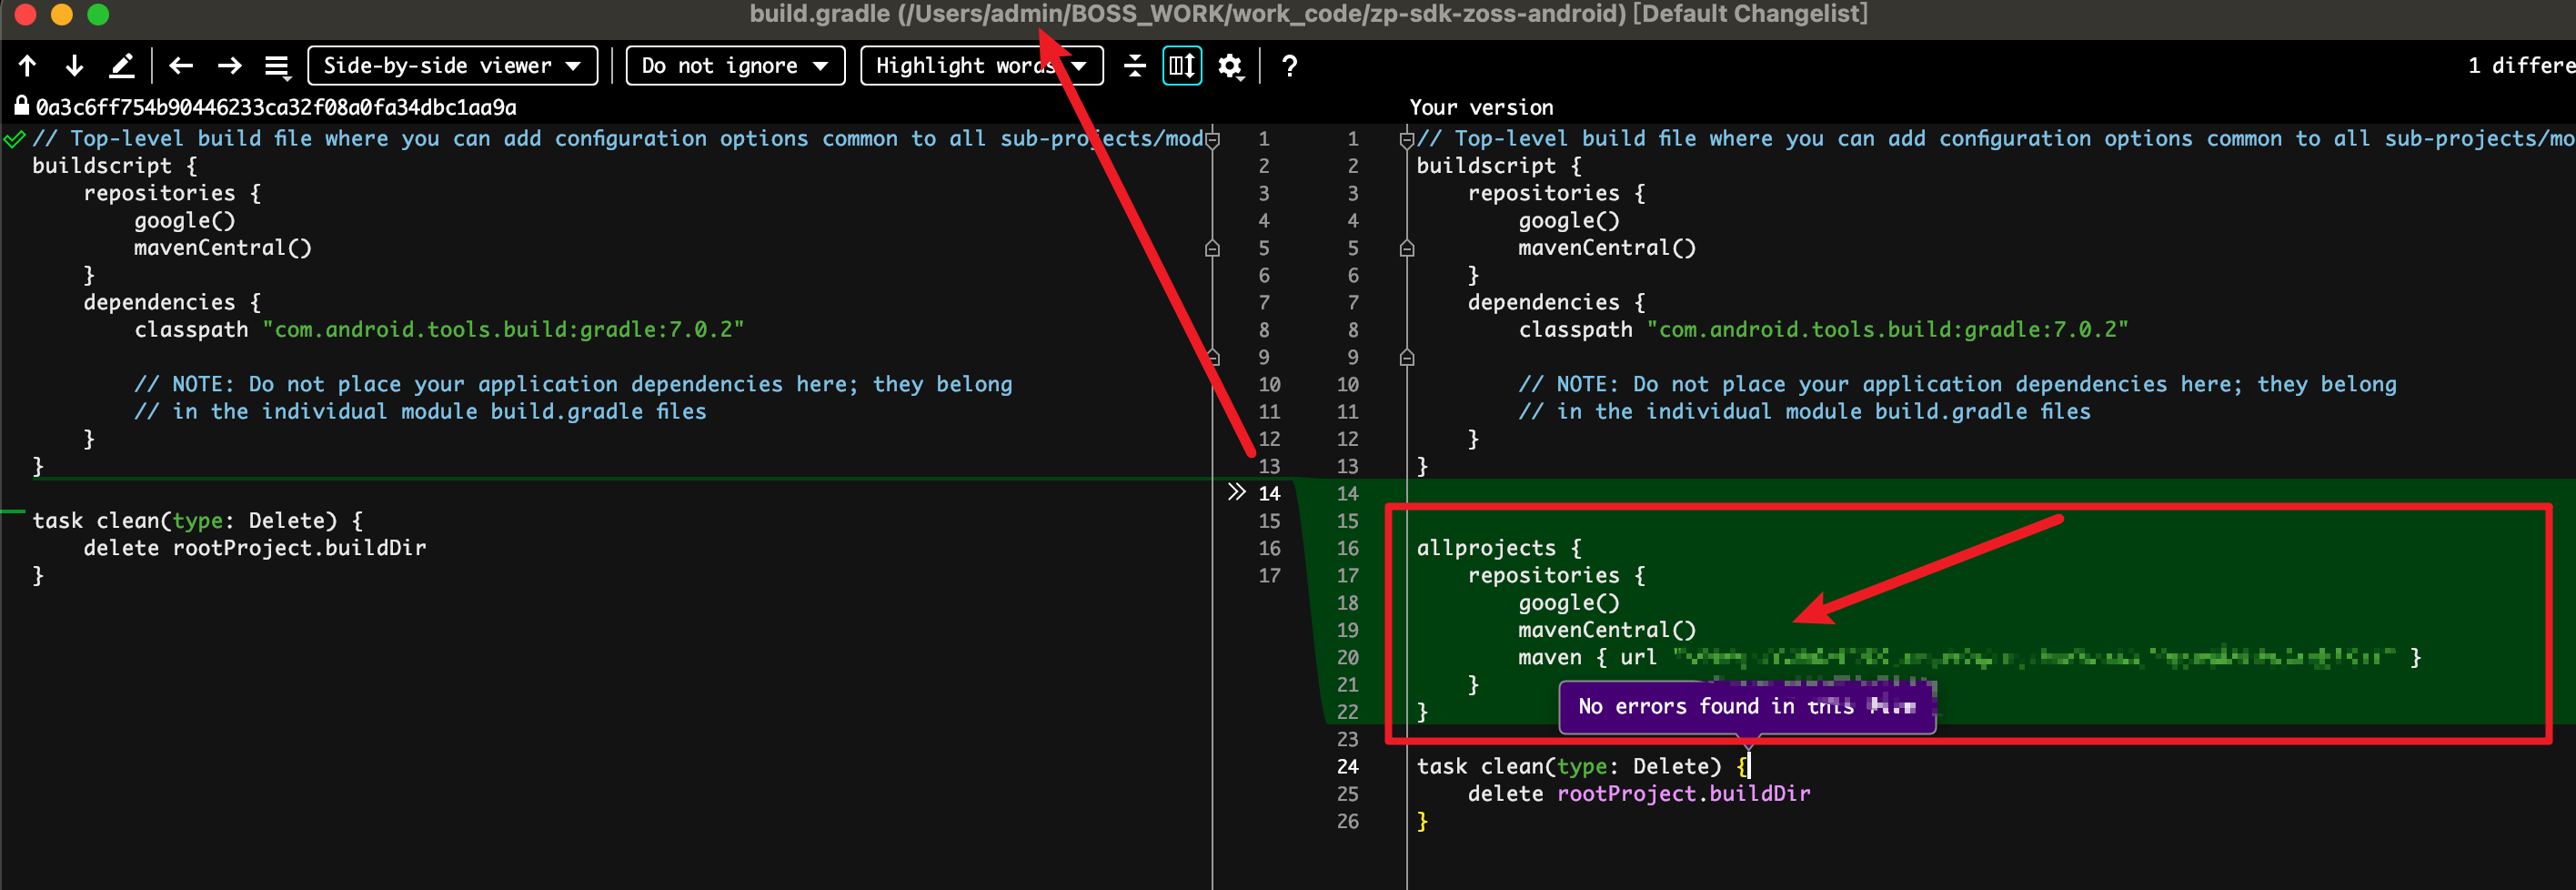 build.gradle (/Users/admin/BOSS_WORK/work_code/zp-sdk-zoss-android) [Default Changelist]
Side-by-side viewer
Do not ignore
Highlight words
?
1 differe
0a3c6ff754b90446233ca32f08a0fa34dbc1aa9a
Your version
// Top-level build file where you can add configuration options common to all sub-projects/mod
buildscript {
    repositories {
        google()
        mavenCentral()
    }
    dependencies {
        classpath "com.android.tools.build:gradle:7.0.2"
        // NOTE: Do not place your application dependencies here; they belong
        // in the individual module build.gradle files
    }
}
task clean(type: Delete) {
    delete rootProject.buildDir
}
1 1
2 2
3 3
4 4
5 5
6 6
7 7
8 8
9 9
10 10
11 11
12 12
13 13
14 14
15 15
16 16
17 17
18
19
20
21
22
23
24
25
26
// Top-level build file where you can add configuration options common to all sub-projects/mo
buildscript {
    repositories {
        google()
        mavenCentral()
    }
    dependencies {
        classpath "com.android.tools.build:gradle:7.0.2"
        // NOTE: Do not place your application dependencies here; they belong
        // in the individual module build.gradle files
    }
}
allprojects {
    repositories {
        google()
        mavenCentral()
        maven { url " " }
    }
}
No errors found in this
task clean(type: Delete) {
    delete rootProject.buildDir
}